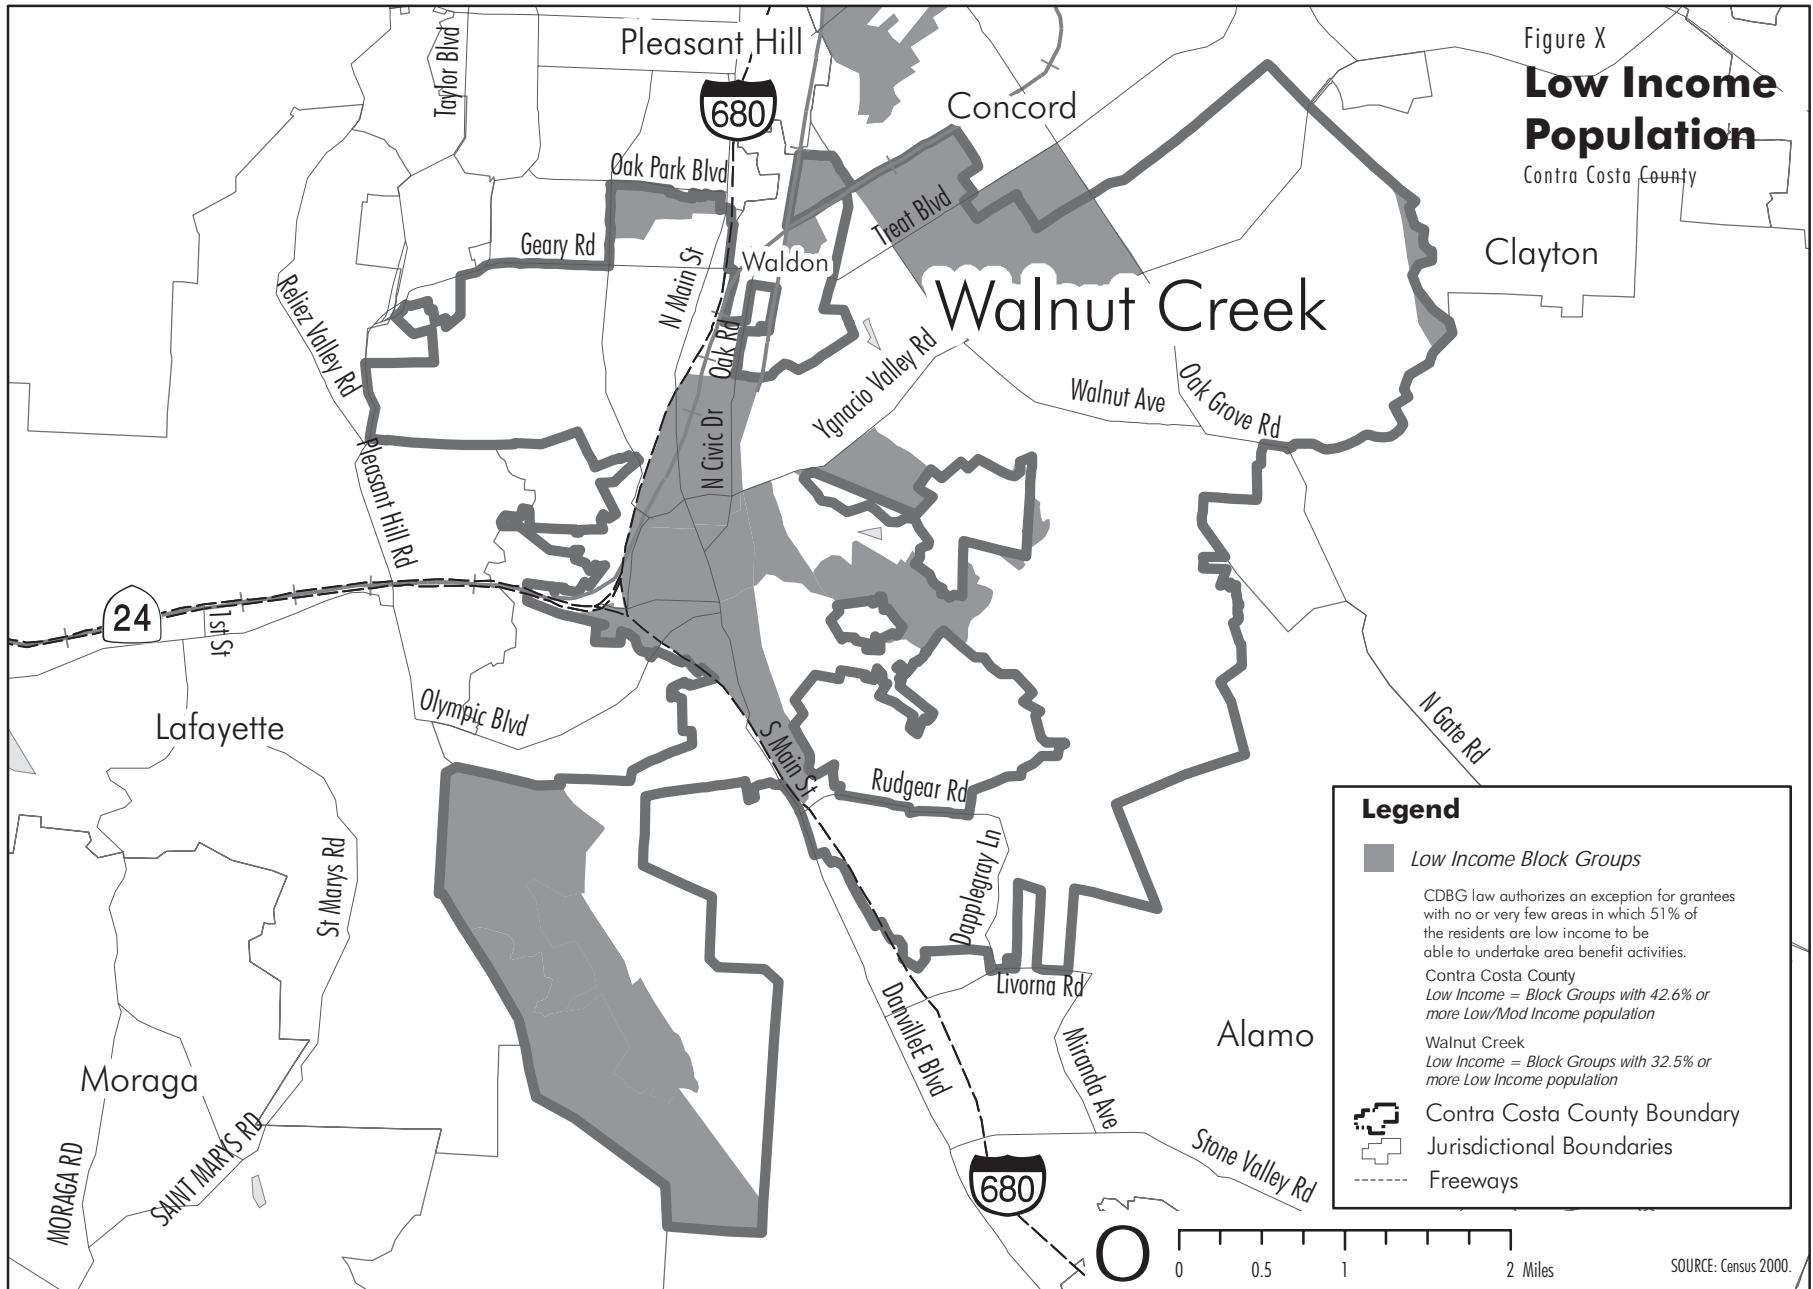 Figure X
Low Income
Population
Contra Costa County
Pleasant Hill
Taylor Blvd
680
Concord
Oak Park Blvd
Treat Blvd
Geary Rd
N Main St
Waldon
Clayton
Walnut Creek
Reliez Valley Rd
Oak Rd
Ygnacio Valley Rd
Walnut Ave
Oak Grove Rd
N Civic Dr
Pleasant Hill Rd
24
1st St
Lafayette
Olympic Blvd
S Main St
Rudgear Rd
N Gate Rd
St Marys Rd
Dapplegray Ln
Livorna Rd
DanvilleE Blvd
Miranda Ave
Alamo
Moraga
MORAGA RD
SAINT MARYS RD
Stone Valley Rd
680
Legend
Low Income Block Groups
CDBG law authorizes an exception for grantees
with no or very few areas in which 51% of
the residents are low income to be
able to undertake area benefit activities.
Contra Costa County
Low Income = Block Groups with 42.6% or
more Low/Mod Income population
Walnut Creek
Low Income = Block Groups with 32.5% or
more Low Income population
Contra Costa County Boundary
Jurisdictional Boundaries
Freeways
O
0 0.5 1 2 Miles
SOURCE: Census 2000.